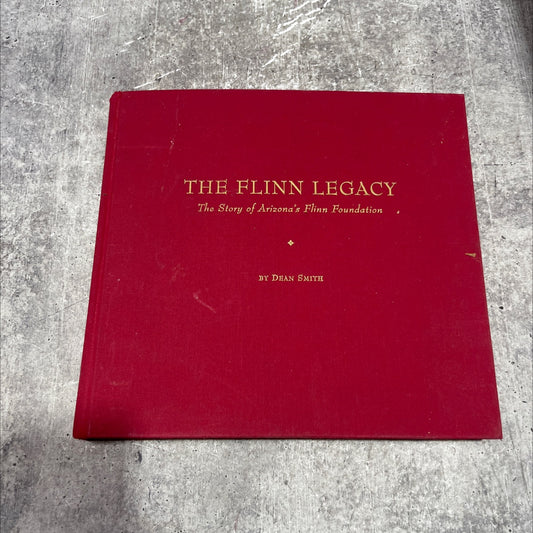 THE FLINN LEGACY
The Story of Arizona's Flinn Foundation
BY DEAN SMITH